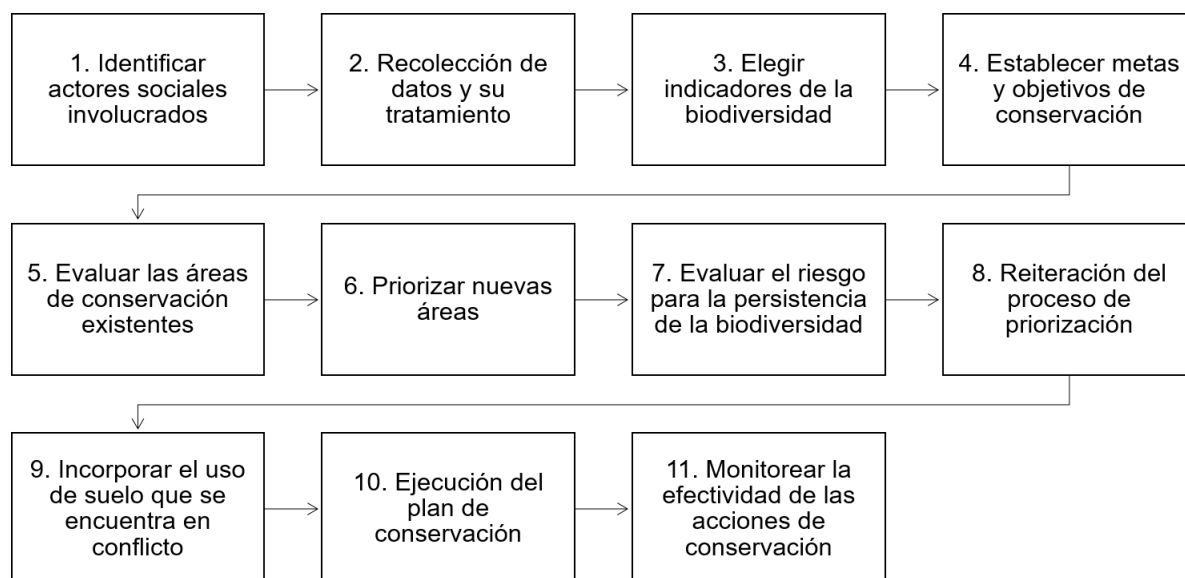 1. Identificar
actores sociales
involucrados
2. Recolección de
datos y su
tratamiento
3. Elegir
indicadores de la
biodiversidad
4. Establecer metas
y objetivos de
conservación
5. Evaluar las áreas
de conservación
existentes
6. Priorizar nuevas
áreas
7. Evaluar el riesgo
para la persistencia
de la biodiversidad
8. Reiteración del
proceso de
priorización
9. Incorporar el uso
de suelo que se
encuentra en
conflicto
10. Ejecución del
plan de
conservación
11. Monitorear la
efectividad de las
acciones de
conservación